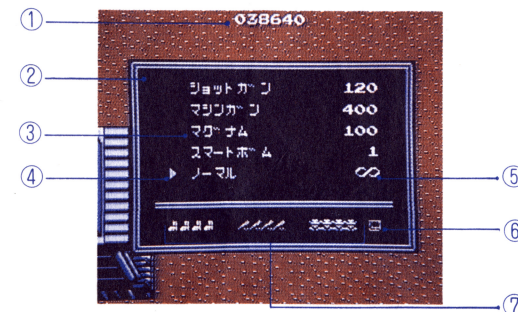 ① 038640
②
ショットガン 120
マシンガン 400
③ マグナム 100
スマートボム 1
④ ▶ ノーマル ∞ ⑤
⑥
⑦